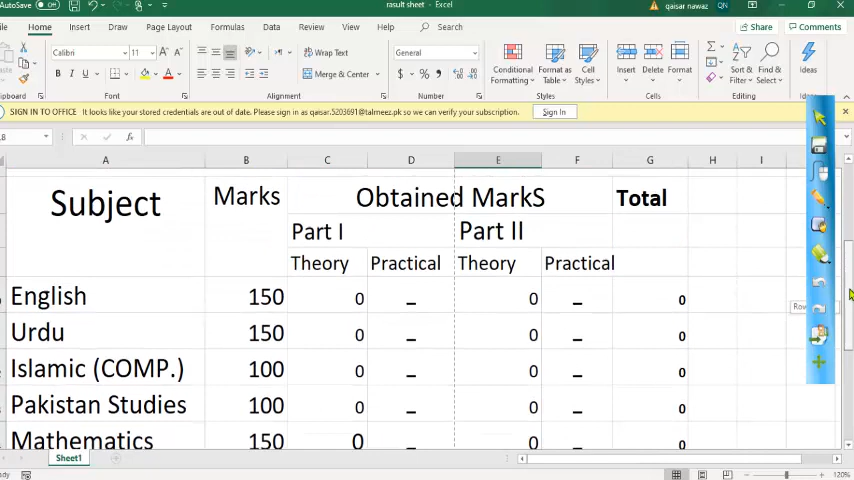 AutoSave Off
rasult sheet - Excel
qaisar nawaz QN
Home Insert Draw Page Layout Formulas Data Review View Help Search Share Comments
Calibri 11 Wrap Text General
Merge & Center
Conditional Formatting Format as Table Cell Styles Insert Delete Format Sort & Filter Find & Select Ideas
Font Alignment Number Styles Cells Editing Ideas
SIGN IN TO OFFICE It looks like your stored credentials are out of date. Please sign in as qaisar.5203691@talmeez.pk so we can verify your subscription. Sign In
fx
A B C D E F G H I
Subject Marks Obtained MarkS Total
Part I Part II
Theory Practical Theory Practical
English 150 0 – 0 – 0
Urdu 150 0 – 0 – 0
Islamic (COMP.) 100 0 – 0 – 0
Pakistan Studies 100 0 – 0 – 0
Mathematics 150 0 – 0 – 0
Sheet1
120%